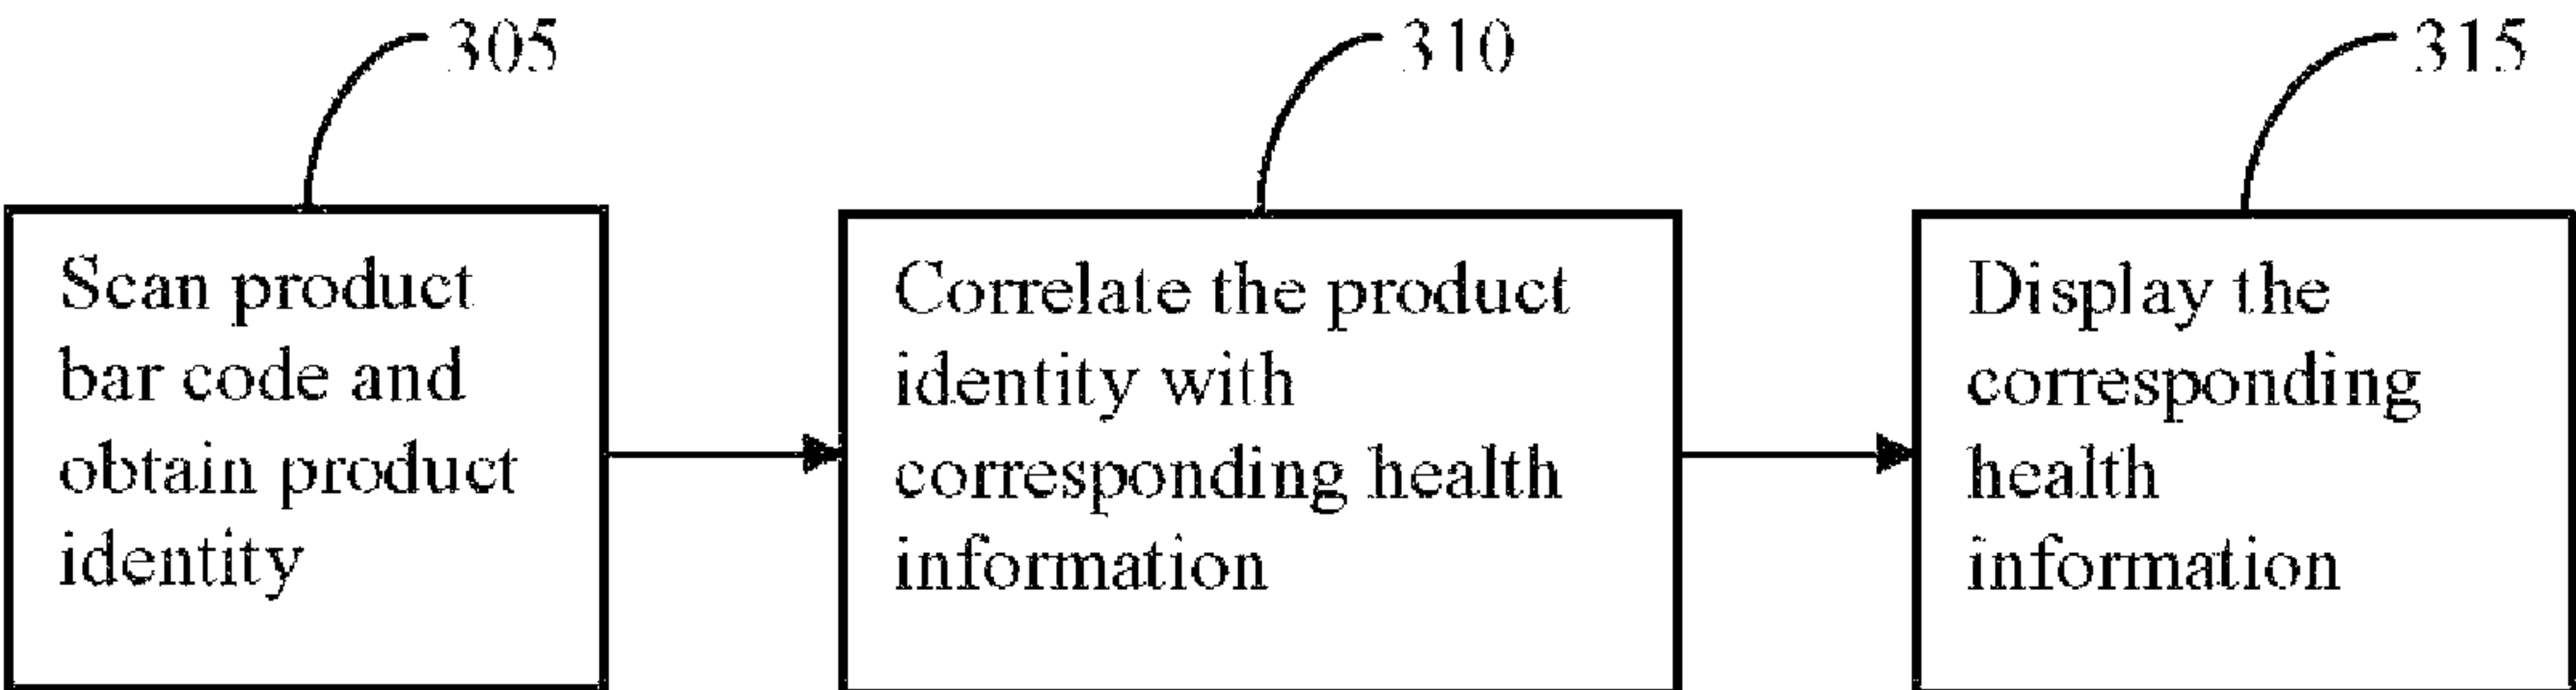 305
310
315
Scan product
bar code and
obtain product
identity
Correlate the product
identity with
corresponding health
information
Display the
corresponding
health
information